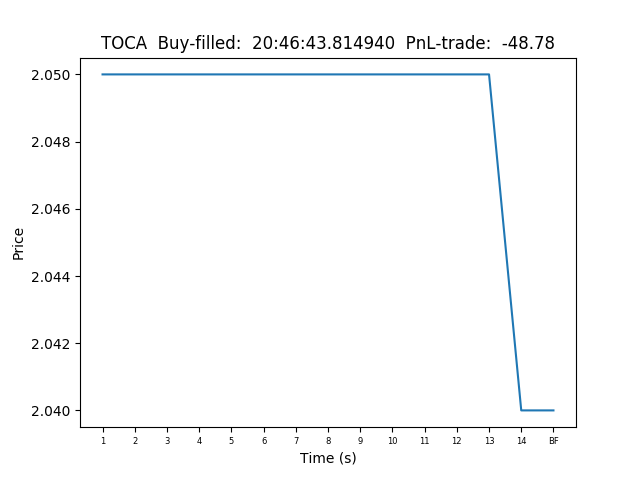 TOCA  Buy-filled:  20:46:43.814940  PnL-trade:  -48.78
2.050
2.048
2.046
2.044
2.042
2.040
Price
1 2 3 4 5 6 7 8 9 10 11 12 13 14 BF
Time (s)